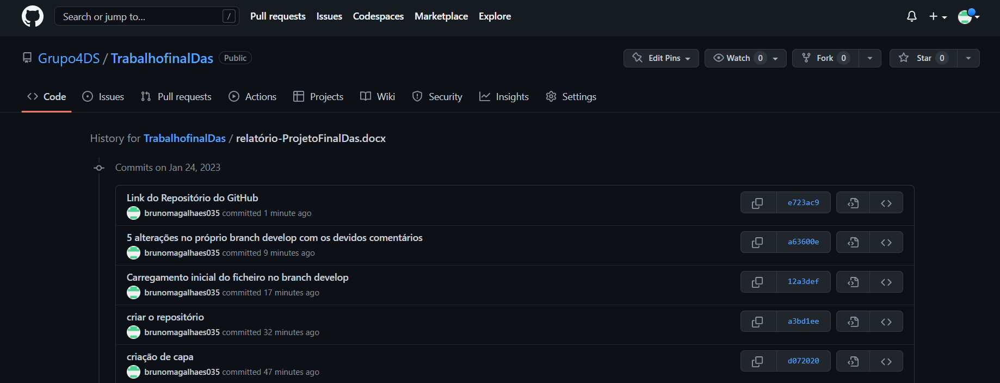 Search or jump to... /
Pull requests Issues Codespaces Marketplace Explore
Grupo4DS / TrabalhofinalDas Public
Edit Pins Watch 0 Fork 0 Star 0
Code Issues Pull requests Actions Projects Wiki Security Insights Settings
History for TrabalhofinalDas / relatório-ProjetoFinalDas.docx
Commits on Jan 24, 2023
Link do Repositório do GitHub
brunomagalhaes035 committed 1 minute ago
e723ac9
5 alterações no próprio branch develop com os devidos comentários
brunomagalhaes035 committed 9 minutes ago
a63600e
Carregamento inicial do ficheiro no branch develop
brunomagalhaes035 committed 17 minutes ago
12a3def
criar o repositório
brunomagalhaes035 committed 32 minutes ago
a3bd1ee
criação de capa
brunomagalhaes035 committed 47 minutes ago
d072020